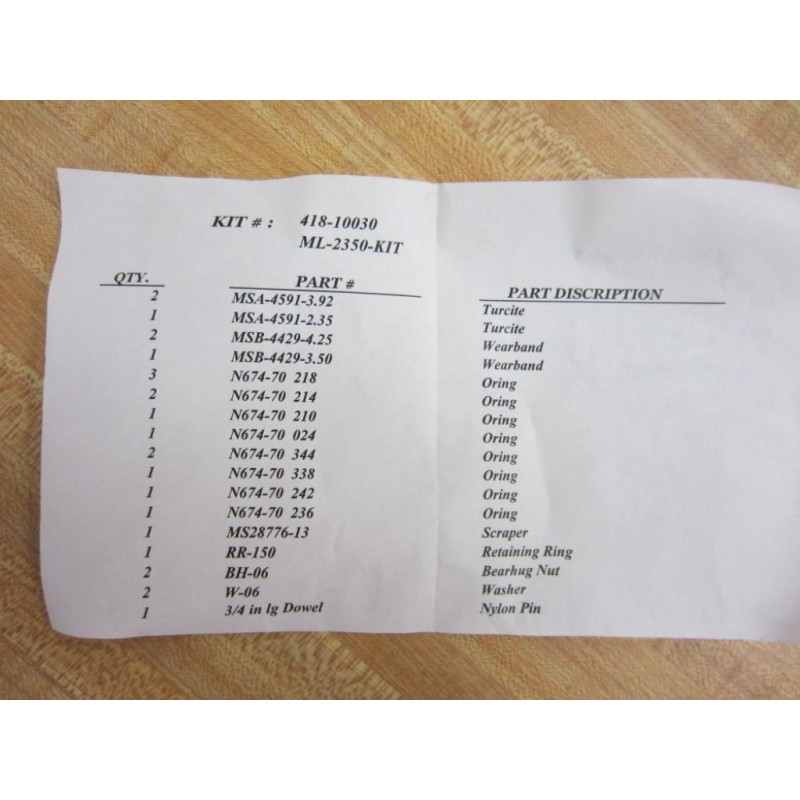 KIT # : 418-10030
ML-2350-KIT
QTY. PART # PART DISCRIPTION
2 MSA-4591-3.92 Turcite
1 MSA-4591-2.35 Turcite
2 MSB-4429-4.25 Wearband
1 MSB-4429-3.50 Wearband
3 N674-70 218 Oring
2 N674-70 214 Oring
1 N674-70 210 Oring
1 N674-70 024 Oring
2 N674-70 344 Oring
1 N674-70 338 Oring
1 N674-70 242 Oring
1 N674-70 236 Oring
1 MS28776-13 Scraper
1 RR-150 Retaining Ring
2 BH-06 Bearhug Nut
2 W-06 Washer
1 3/4 in lg Dowel Nylon Pin